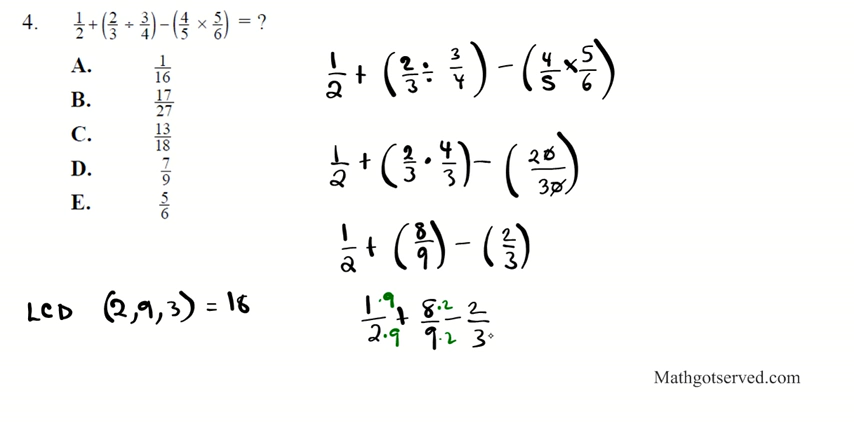 4. 1/2 + (2/3 ÷ 3/4) − (4/5 × 5/6) = ?
A. 1/16
B. 17/27
C. 13/18
D. 7/9
E. 5/6
1/2 + (2/3 ÷ 3/4) − (4/5 × 5/6)
1/2 + (2/3 · 4/3) − (20/30)
1/2 + (8/9) − (2/3)
LCD (2,9,3) = 18
1·9/2·9 + 8·2/9·2 − 2/3·
Mathgotserved.com